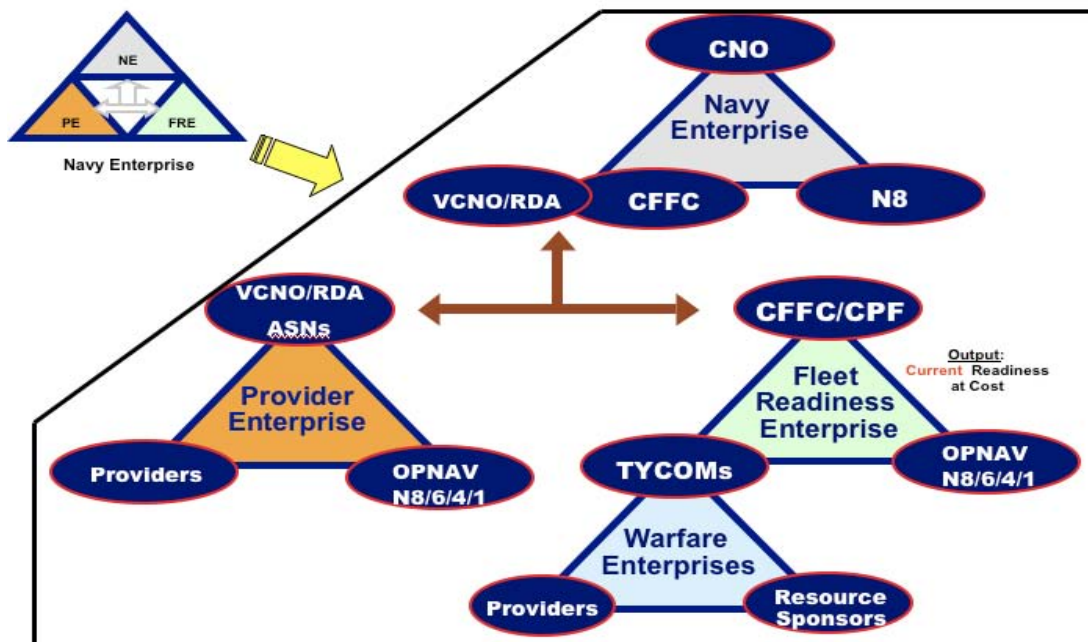 NE
PE
FRE
Navy Enterprise
CNO
Navy
Enterprise
VCNO/RDA
CFFC
N8
VCNO/RDA
ASNs
Provider
Enterprise
Providers
OPNAV
N8/6/4/1
CFFC/CPF
Output:
Current Readiness
at Cost
Fleet
Readiness
Enterprise
TYCOMs
OPNAV
N8/6/4/1
Warfare
Enterprises
Providers
Resource
Sponsors